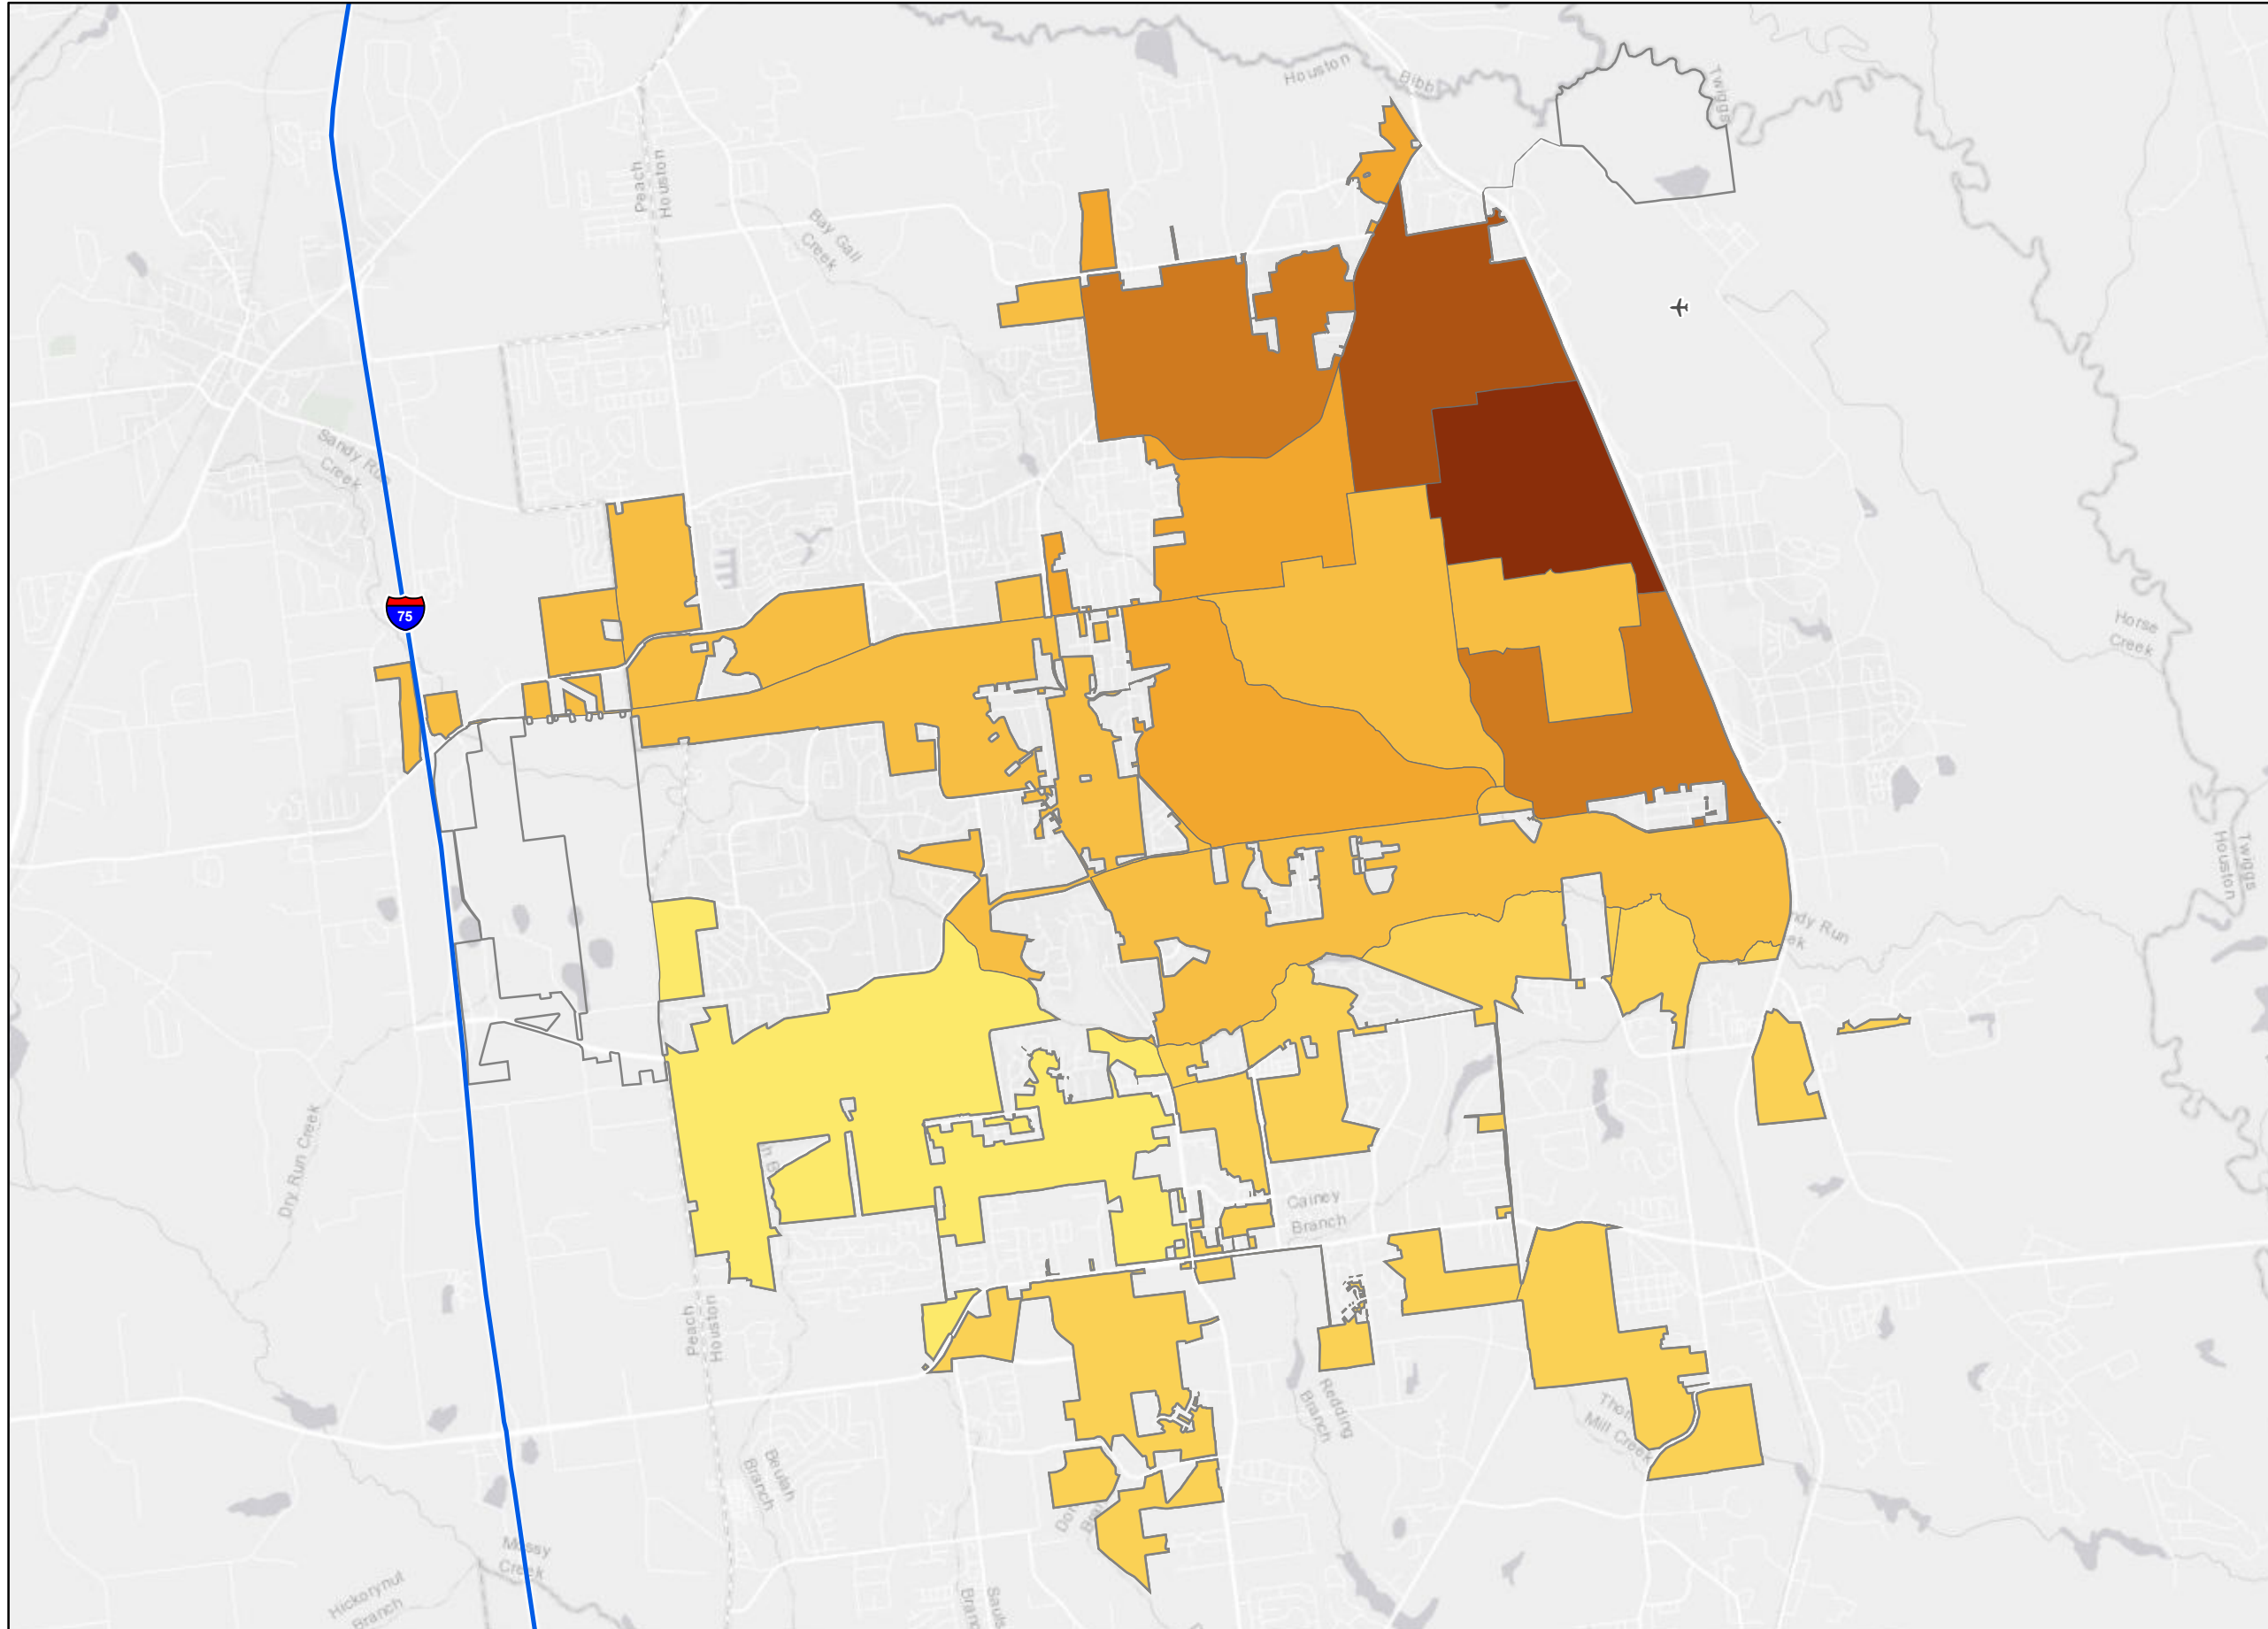 Houston
Bibb
Twiggs
Peach
Houston
Bay Gall
Creek
Sandy Run
Creek
75
Horse
Creek
Twiggs
Houston
Dry Run Creek
Cainey
Branch
Peach
Houston
Redding
Branch
Mill Creek
Beulah
Branch
Mossy
Creek
Hickorynut
Branch